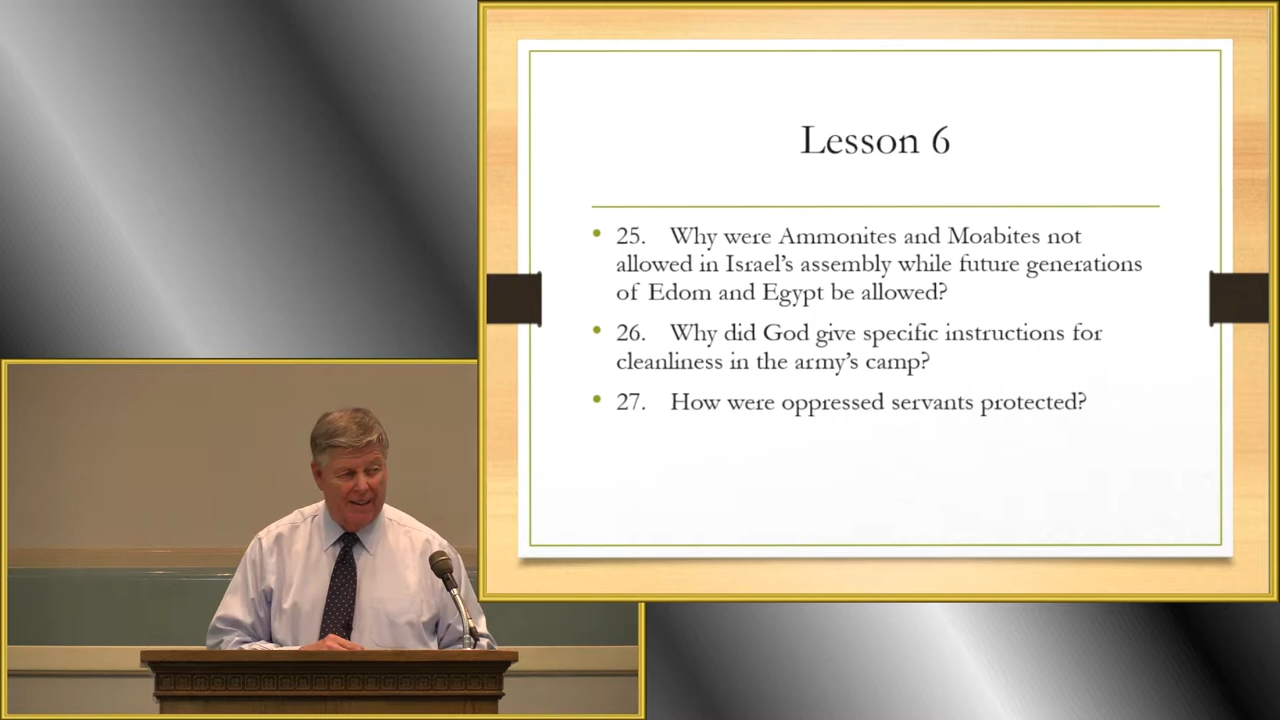 Lesson 6
• 25. Why were Ammonites and Moabites not
allowed in Israel’s assembly while future generations
of Edom and Egypt be allowed?
• 26. Why did God give specific instructions for
cleanliness in the army’s camp?
• 27. How were oppressed servants protected?